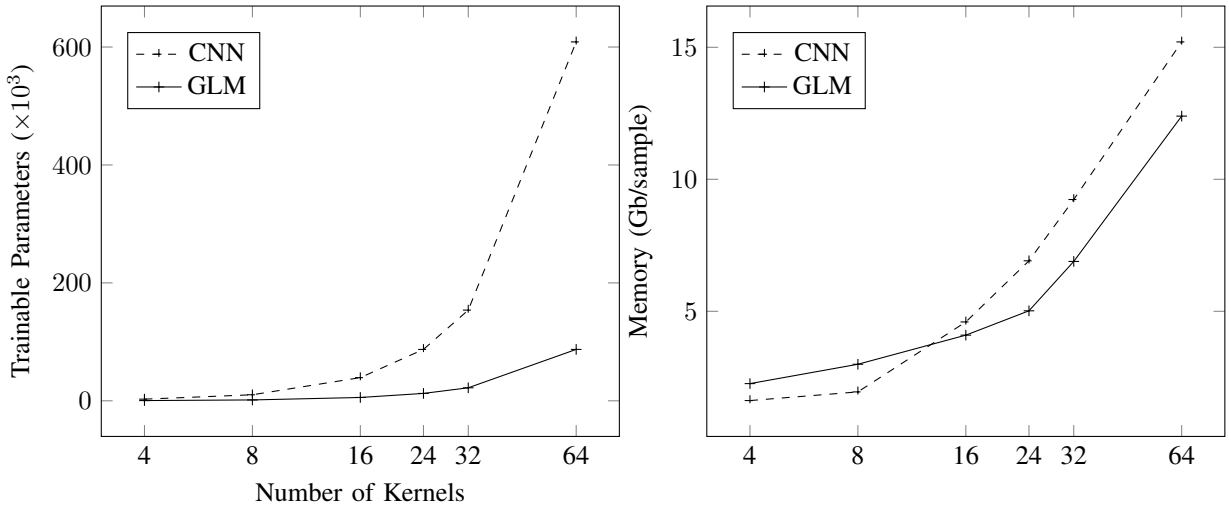 Trainable Parameters (×10³)
600
400
200
0
CNN
GLM
4 8 16 24 32 64
Number of Kernels
Memory (Gb/sample)
15
10
5
CNN
GLM
4 8 16 24 32 64